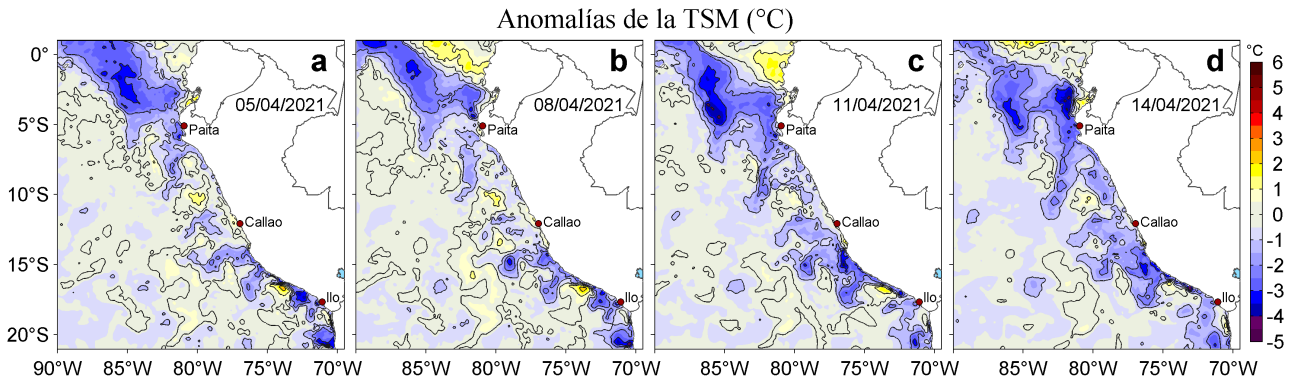 Anomalías de la TSM (°C)
a b c d
05/04/2021 08/04/2021 11/04/2021 14/04/2021
Paita Paita Paita Paita
Callao Callao Callao Callao
Ilo Ilo Ilo Ilo
0°
5°S
10°S
15°S
20°S
90°W 85°W 80°W 75°W 70°W 85°W 80°W 75°W 70°W 85°W 80°W 75°W 70°W 85°W 80°W 75°W 70°W
°C
6
5
4
3
2
1
0
-1
-2
-3
-4
-5